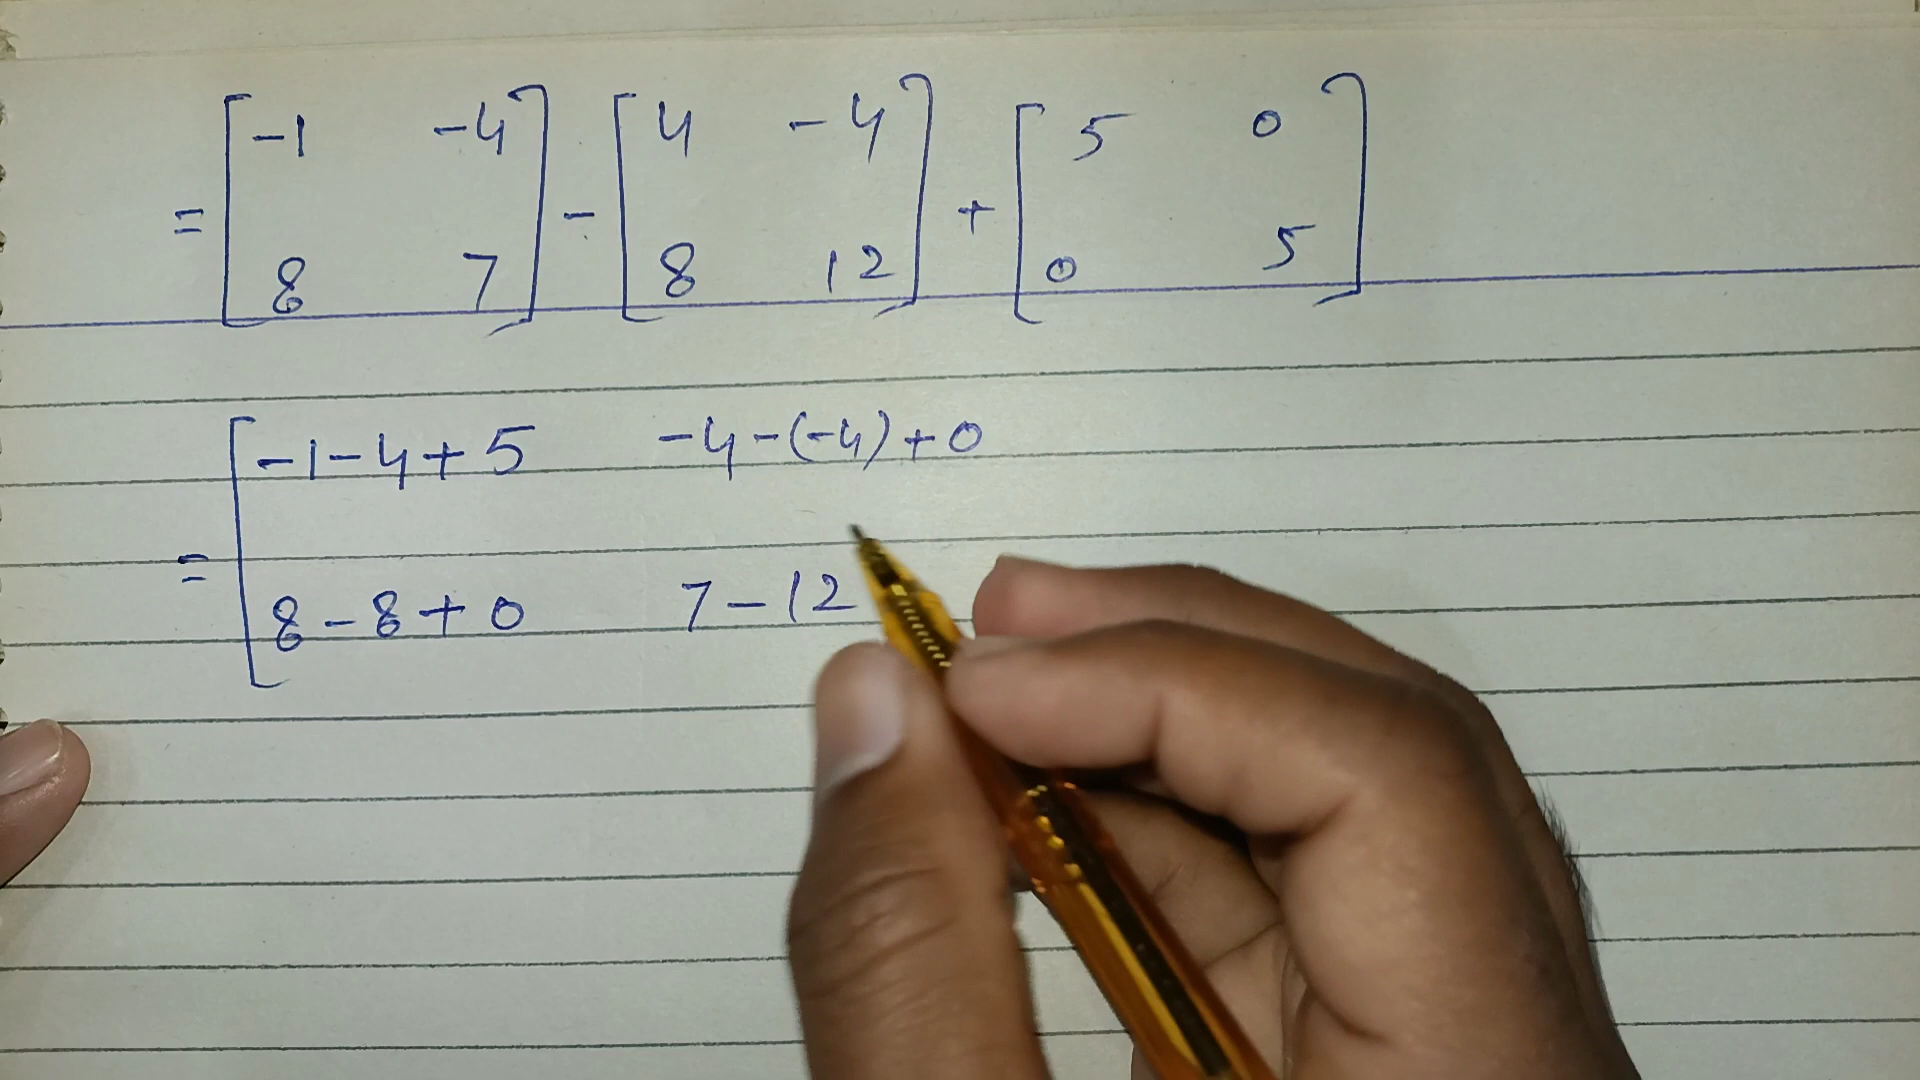 = [ -1 -4 ] - [ 4 -4 ] + [ 5 0 ]
[ 8 7 ] [ 8 12 ] [ 0 5 ]
= [ -1-4+5 -4-(-4)+0
8-8+0 7-12